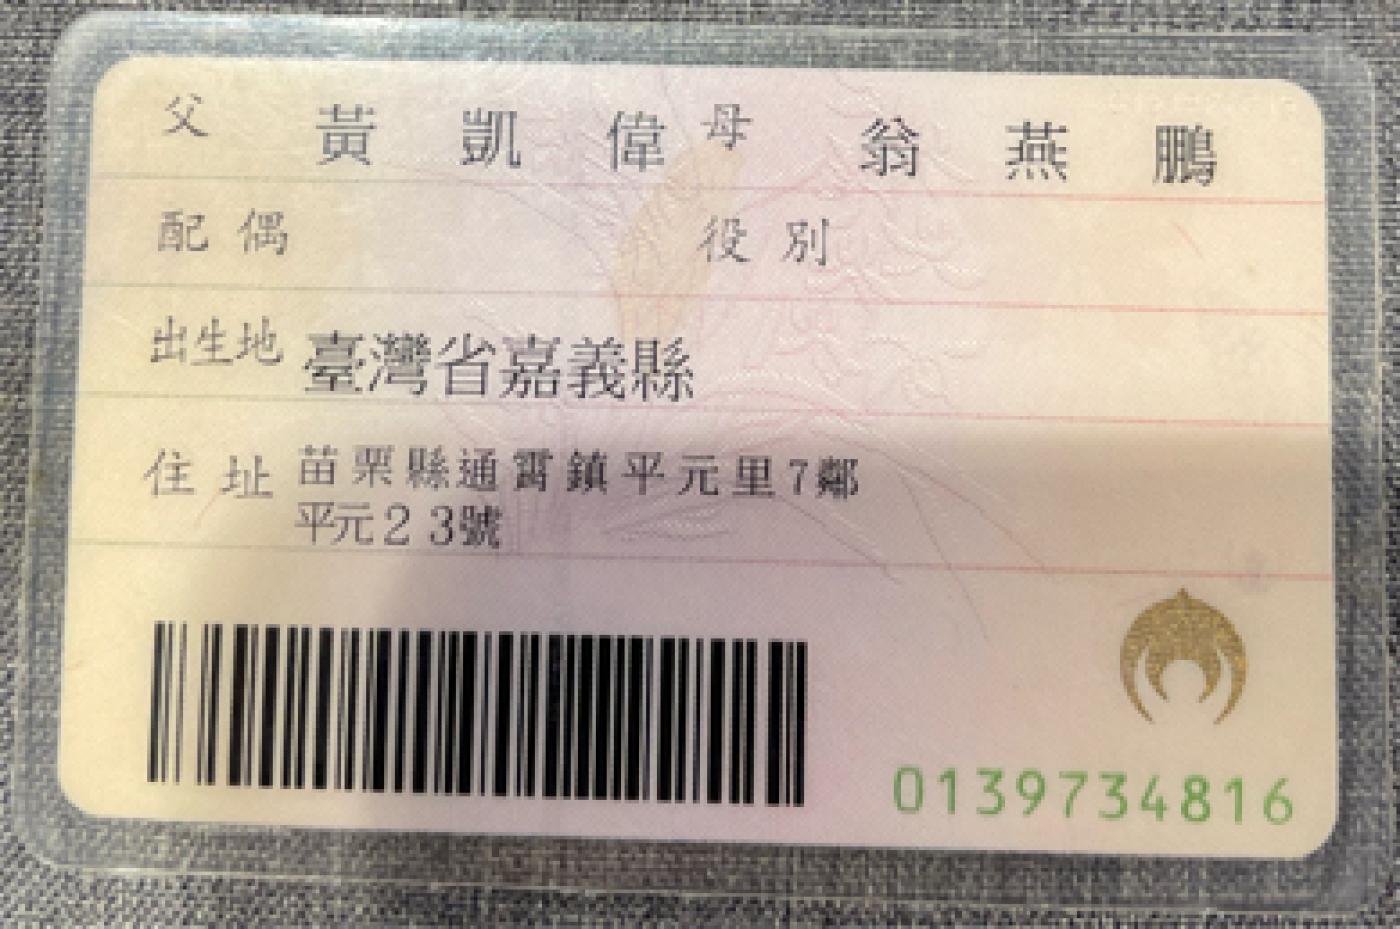 父 黃凱偉 母 翁燕鵬
配偶 役別
出生地 臺灣省嘉義縣
住址 苗栗縣通霄鎮平元里7鄰
平元23號
0139734816